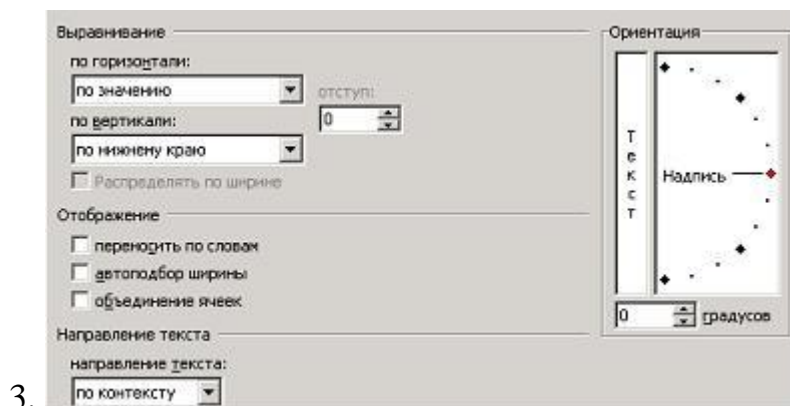 Выравнивание
по горизонтали:
по значению
отступ:
0
по вертикали:
по нижнему краю
Распределять по ширине
Отображение
переносить по словам
автоподбор ширины
объединение ячеек
Направление текста
направление текста:
по контексту
Ориентация
Текст
Надпись
0 градусов
3.